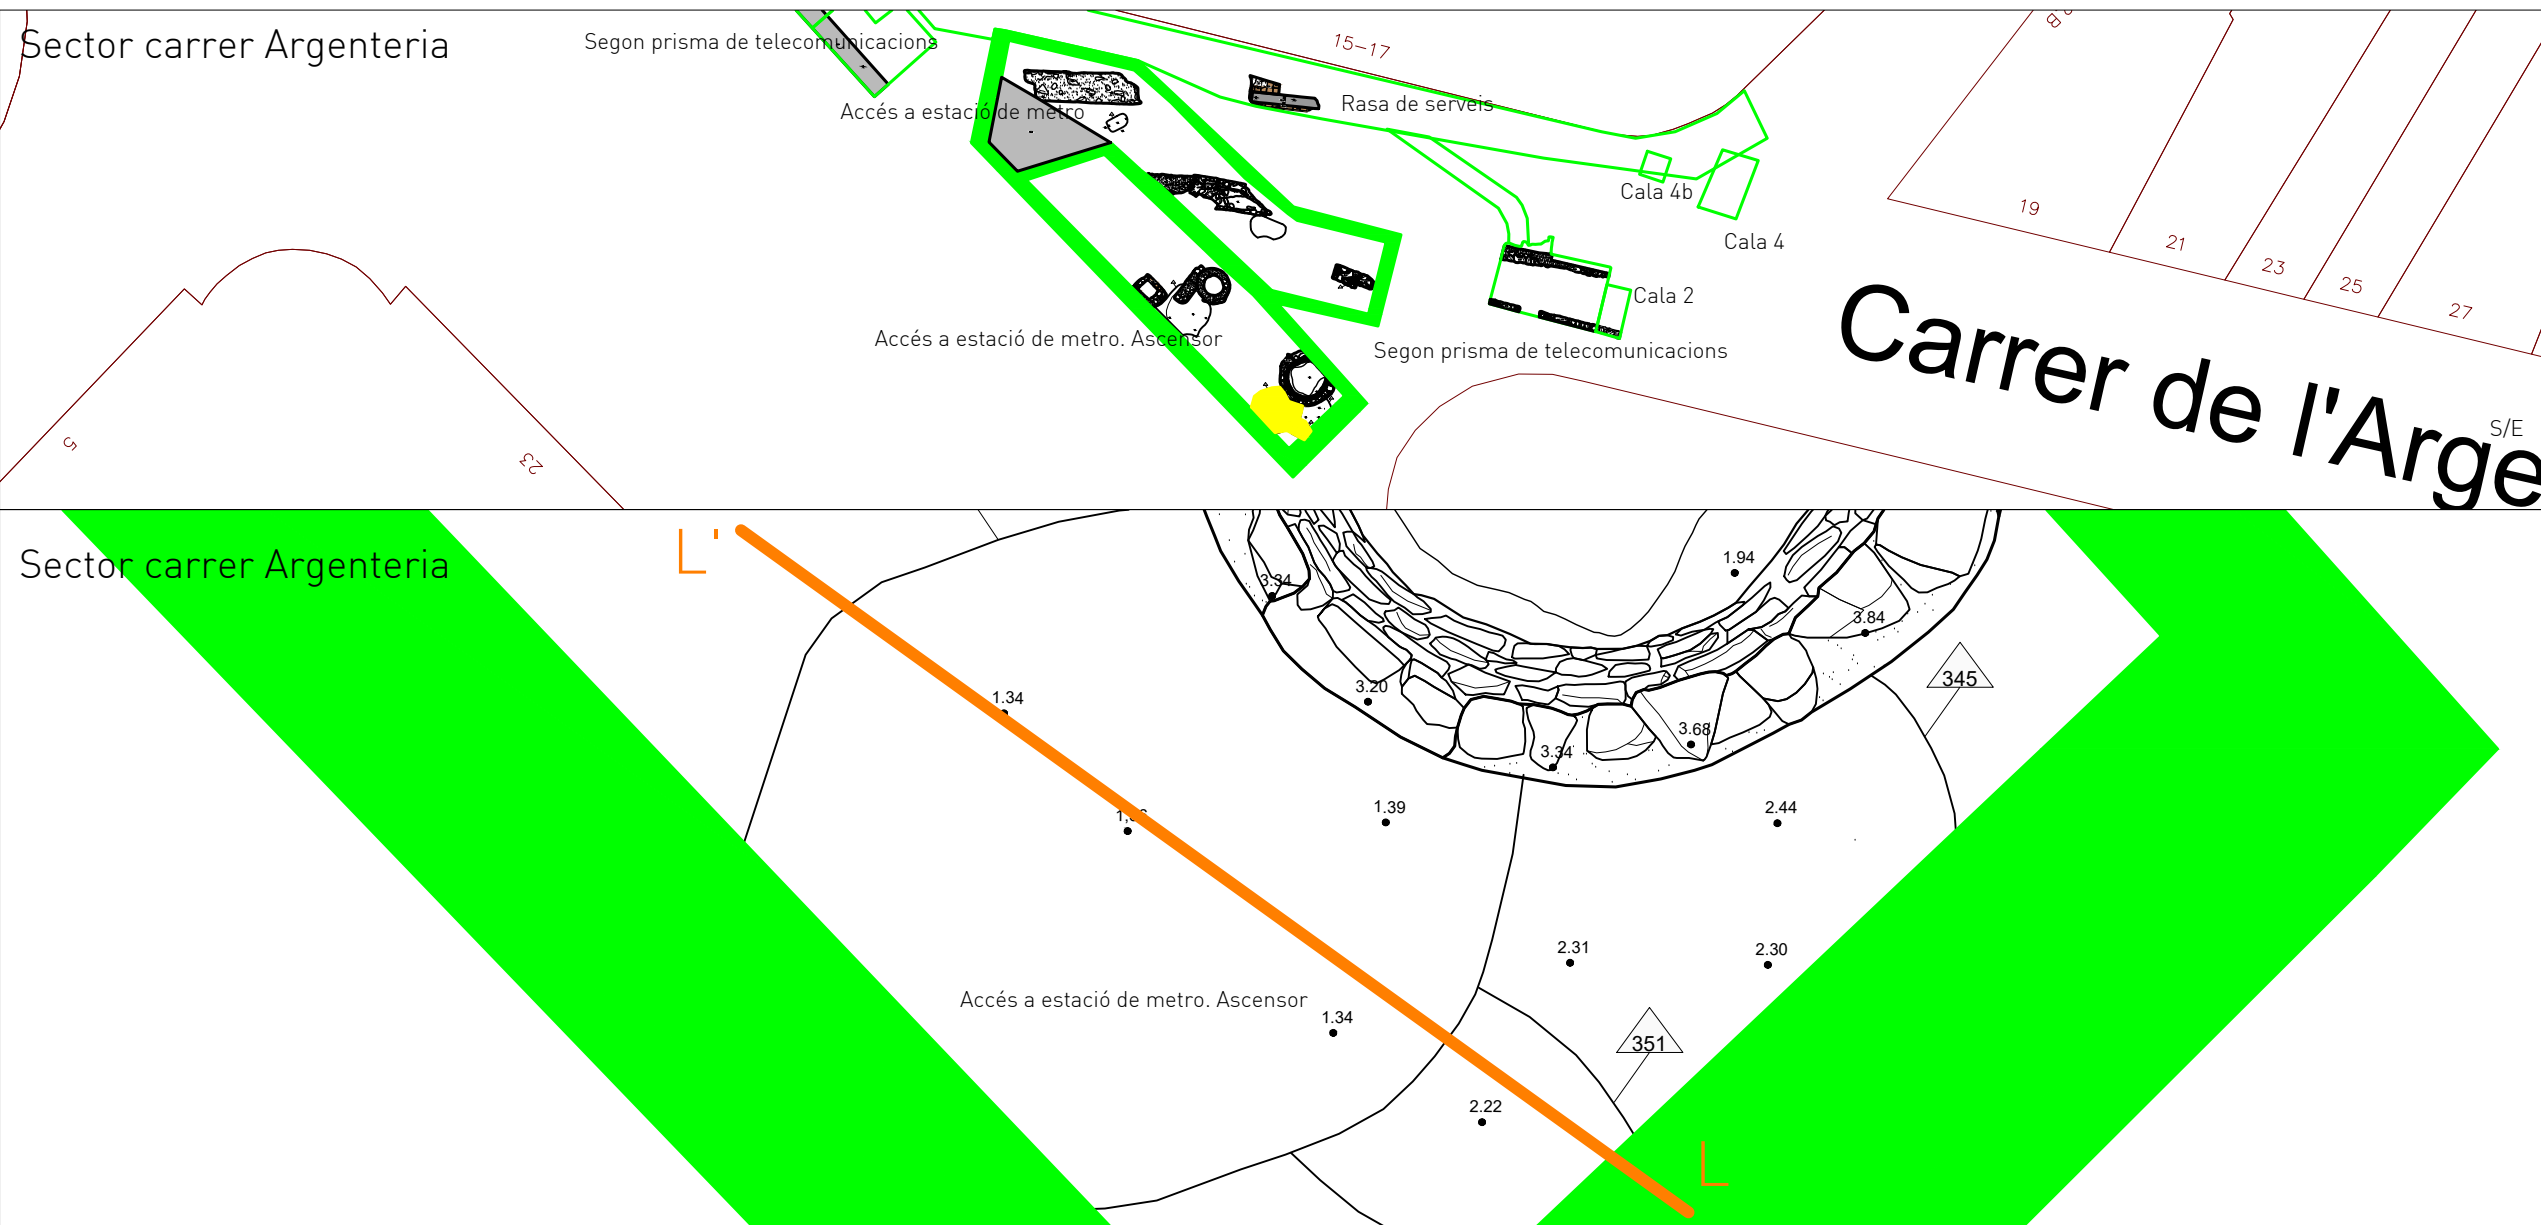 Sector carrer Argenteria
Segon prisma de telecomunicacions
15-17
Accés a estació de metro
Rasa de serveis
Cala 4b
Cala 4
19
21
23
25
27
Cala 2
Accés a estació de metro. Ascensor
Segon prisma de telecomunicacions
Carrer de l'Arge
S/E
5
23
Sector carrer Argenteria
L'
1.94
3.34
3.84
345
3.20
1.34
3.68
3.34
1.39
2.44
2.31
2.30
Accés a estació de metro. Ascensor
1.34
351
2.22
L